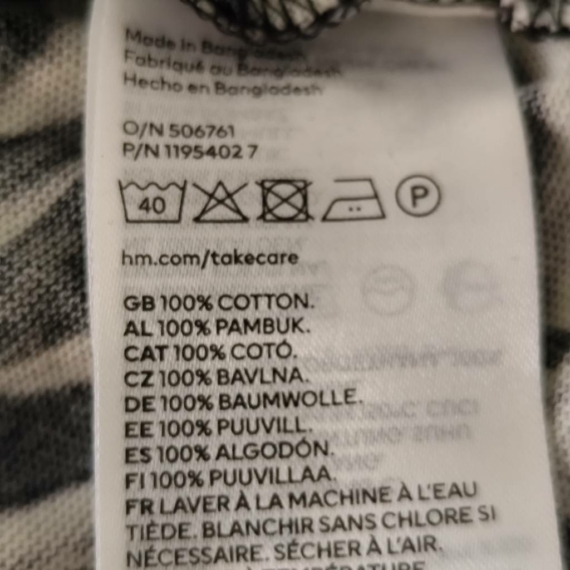 Made in Bangladesh
Fabriqué au Bangladesh
Hecho en Bangladesh
O/N 506761
P/N 11954027
40
P
hm.com/takecare
GB 100% COTTON.
AL 100% PAMBUK.
CAT 100% COTÓ.
CZ 100% BAVLNA.
DE 100% BAUMWOLLE.
EE 100% PUUVILL.
ES 100% ALGODÓN.
FI 100% PUUVILLAA.
FR LAVER À LA MACHINE À L'EAU
TIÈDE. BLANCHIR SANS CHLORE SI
NÉCESSAIRE. SÉCHER À L'AIR.
À TEMPÉRATURE